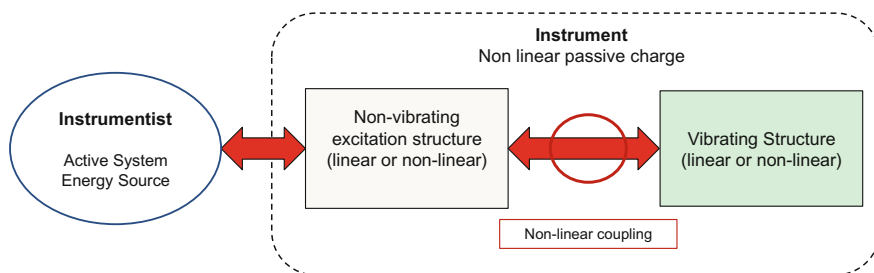 Instrument
Non linear passive charge
Instrumentist
Active System
Energy Source
Non-vibrating
excitation structure
(linear or non-linear)
Vibrating Structure
(linear or non-linear)
Non-linear coupling